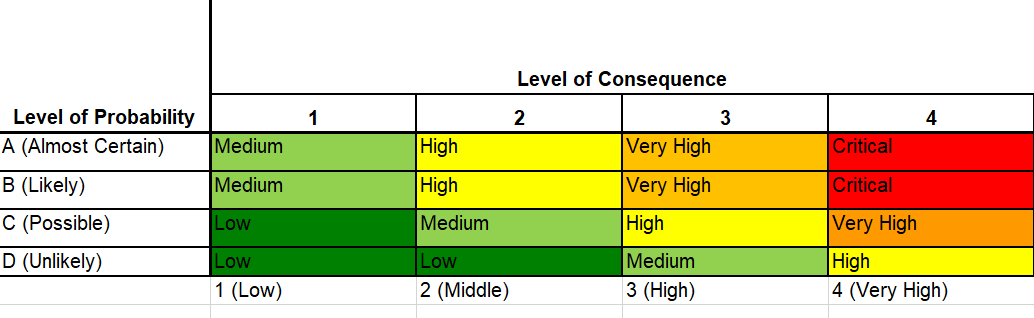 Level of Consequence
Level of Probability 1 2 3 4
A (Almost Certain) Medium High Very High Critical
B (Likely) Medium High Very High Critical
C (Possible) Low Medium High Very High
D (Unlikely) Low Low Medium High
1 (Low) 2 (Middle) 3 (High) 4 (Very High)